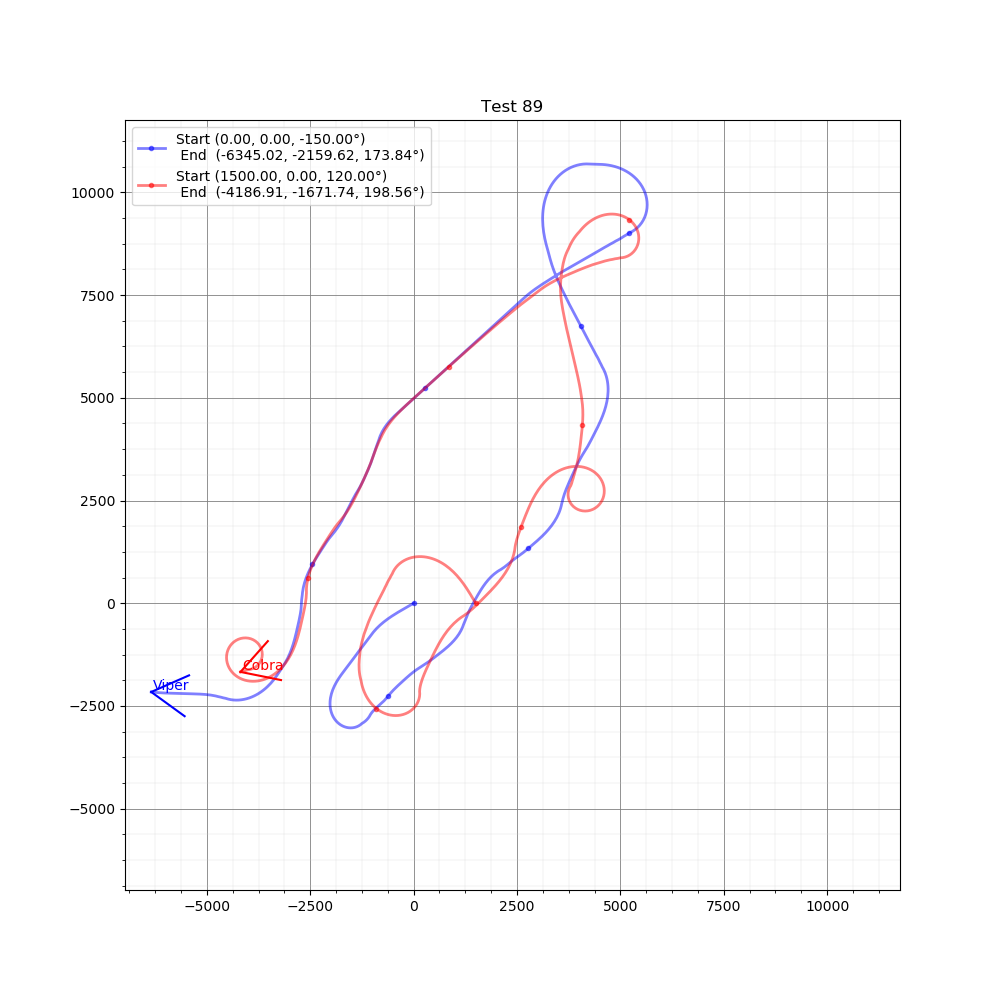 Test 89
Start (0.00, 0.00, -150.00°)
End  (-6345.02, -2159.62, 173.84°)
Start (1500.00, 0.00, 120.00°)
End  (-4186.91, -1671.74, 198.56°)
10000
7500
5000
2500
0
−2500
−5000
Cobra
Viper
−5000
−2500
0
2500
5000
7500
10000